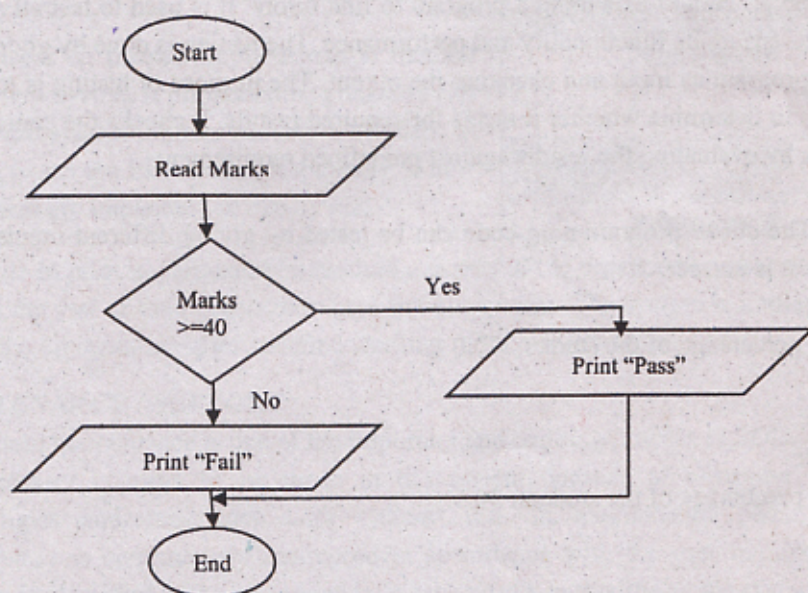 Start
Read Marks
Marks
>=40
Yes
Print “Pass”
No
Print “Fail”
End